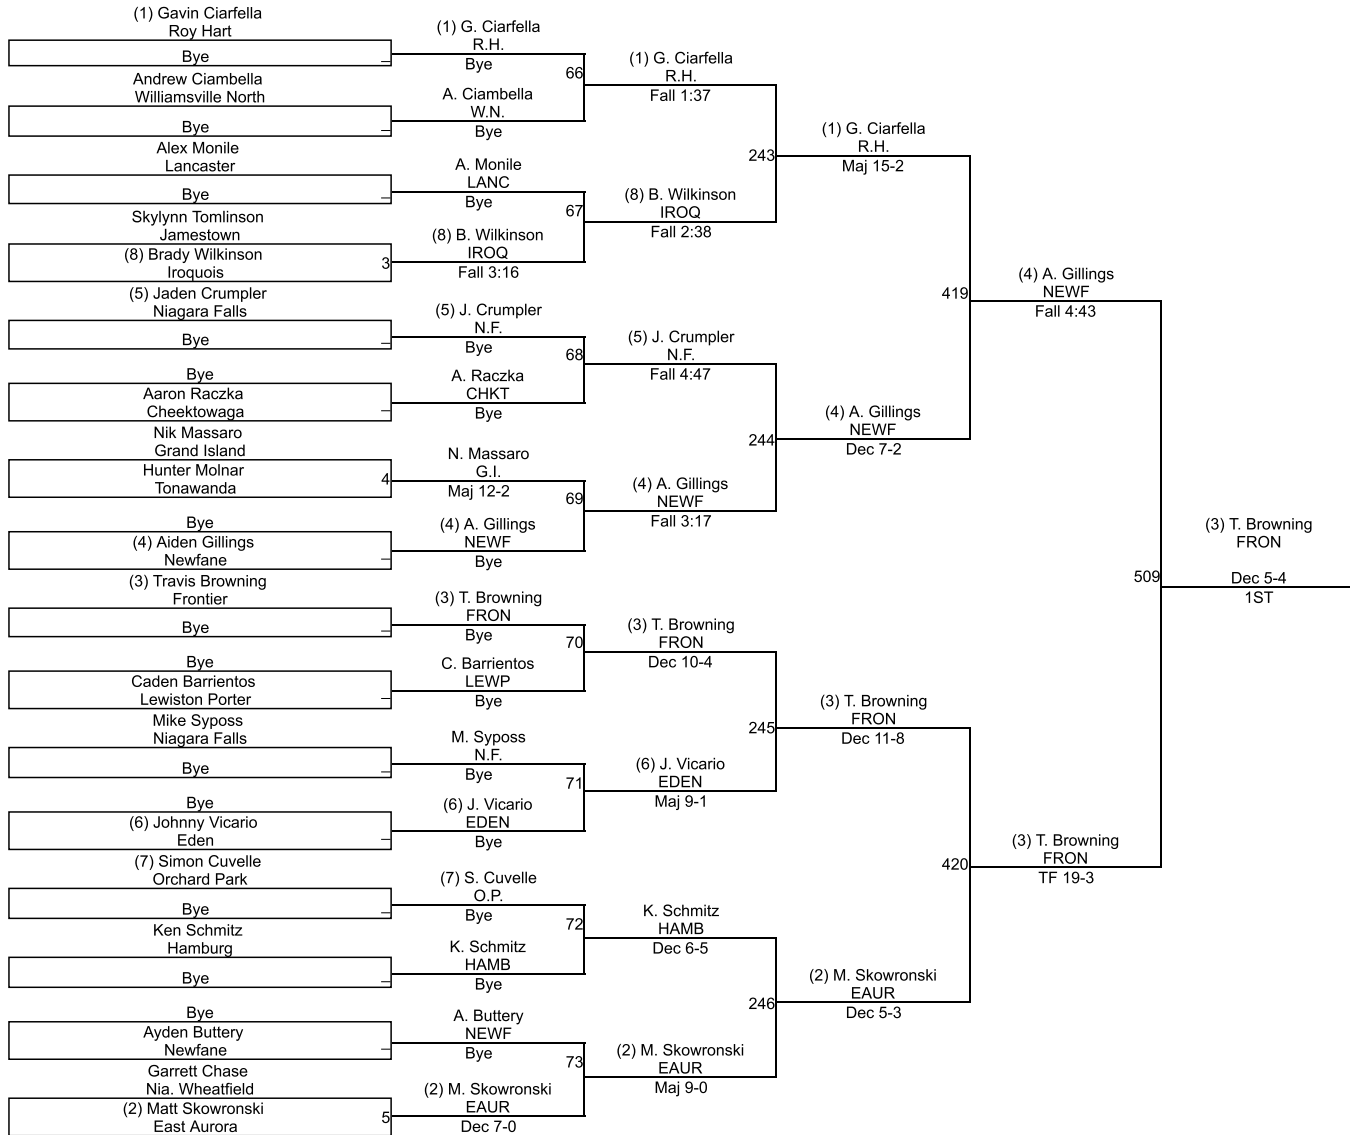 (1) Gavin Ciarfella
Roy Hart
Bye
_
Andrew Ciambella
Williamsville North
Bye
_
Alex Monile
Lancaster
Bye
_
Skylynn Tomlinson
Jamestown
(8) Brady Wilkinson
Iroquois
3
(5) Jaden Crumpler
Niagara Falls
Bye
_
Bye
Aaron Raczka
Cheektowaga
_
Nik Massaro
Grand Island
Hunter Molnar
Tonawanda
4
Bye
(4) Aiden Gillings
Newfane
_
(3) Travis Browning
Frontier
Bye
_
Bye
Caden Barrientos
Lewiston Porter
_
Mike Syposs
Niagara Falls
Bye
_
Bye
(6) Johnny Vicario
Eden
_
(7) Simon Cuvelle
Orchard Park
Bye
_
Ken Schmitz
Hamburg
Bye
_
Bye
Ayden Buttery
Newfane
_
Garrett Chase
Nia. Wheatfield
(2) Matt Skowronski
East Aurora
5
(1) G. Ciarfella
R.H.
Bye
66
A. Ciambella
W.N.
Bye
A. Monile
LANC
Bye
67
(8) B. Wilkinson
IROQ
Fall 3:16
(5) J. Crumpler
N.F.
Bye
68
A. Raczka
CHKT
Bye
N. Massaro
G.I.
Maj 12-2
69
(4) A. Gillings
NEWF
Bye
(3) T. Browning
FRON
Bye
70
C. Barrientos
LEWP
Bye
M. Syposs
N.F.
Bye
71
(6) J. Vicario
EDEN
Bye
(7) S. Cuvelle
O.P.
Bye
72
K. Schmitz
HAMB
Bye
A. Buttery
NEWF
Bye
73
(2) M. Skowronski
EAUR
Dec 7-0
(1) G. Ciarfella
R.H.
Fall 1:37
243
(8) B. Wilkinson
IROQ
Fall 2:38
(5) J. Crumpler
N.F.
Fall 4:47
244
(4) A. Gillings
NEWF
Fall 3:17
(3) T. Browning
FRON
Dec 10-4
245
(6) J. Vicario
EDEN
Maj 9-1
K. Schmitz
HAMB
Dec 6-5
246
(2) M. Skowronski
EAUR
Maj 9-0
(1) G. Ciarfella
R.H.
Maj 15-2
419
(4) A. Gillings
NEWF
Dec 7-2
(3) T. Browning
FRON
Dec 11-8
420
(2) M. Skowronski
EAUR
Dec 5-3
(4) A. Gillings
NEWF
Fall 4:43
509
(3) T. Browning
FRON
TF 19-3
(3) T. Browning
FRON
Dec 5-4
1ST